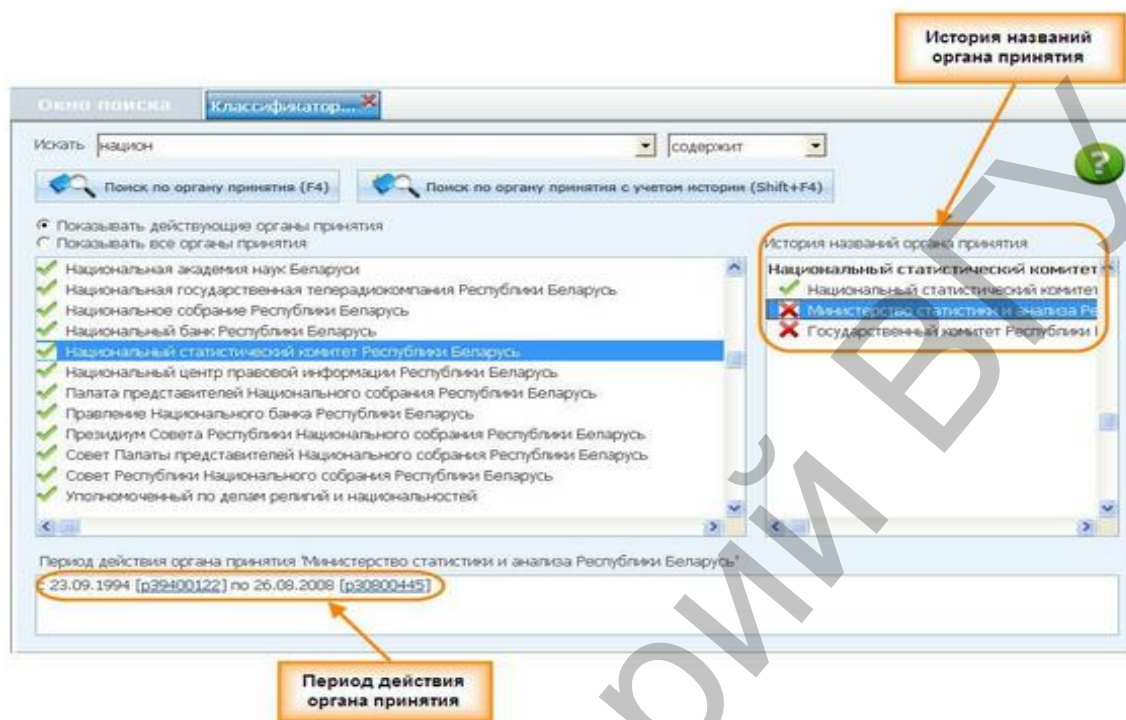 История названий
органа принятия
Окно поиска
Классификатор...
Искать национ содержит
Поиск по органу принятия (F4) Поиск по органу принятия с учетом истории (Shift+F4)
Показывать действующие органы принятия
Показывать все органы принятия
Национальная академия наук Беларуси
Национальная государственная телерадиокомпания Республики Беларусь
Национальное собрание Республики Беларусь
Национальный банк Республики Беларусь
Национальный статистический комитет Республики Беларусь
Национальный центр правовой информации Республики Беларусь
Палата представителей Национального собрания Республики Беларусь
Правление Национального банка Республики Беларусь
Президиум Совета Республики Национального собрания Республики Беларусь
Совет Палаты представителей Национального собрания Республики Беларусь
Совет Республики Национального собрания Республики Беларусь
Уполномоченный по делам религий и национальностей
История названий органа принятия
Национальный статистический комитет
Национальный статистический комитет
Министерство статистики и анализа Ре
Государственный комитет Республики
Период действия органа принятия "Министерство статистики и анализа Республики Беларусь"
с 23.09.1994 [p39400122] по 26.08.2008 [p30800445]
Период действия
органа принятия
рий ВГУ